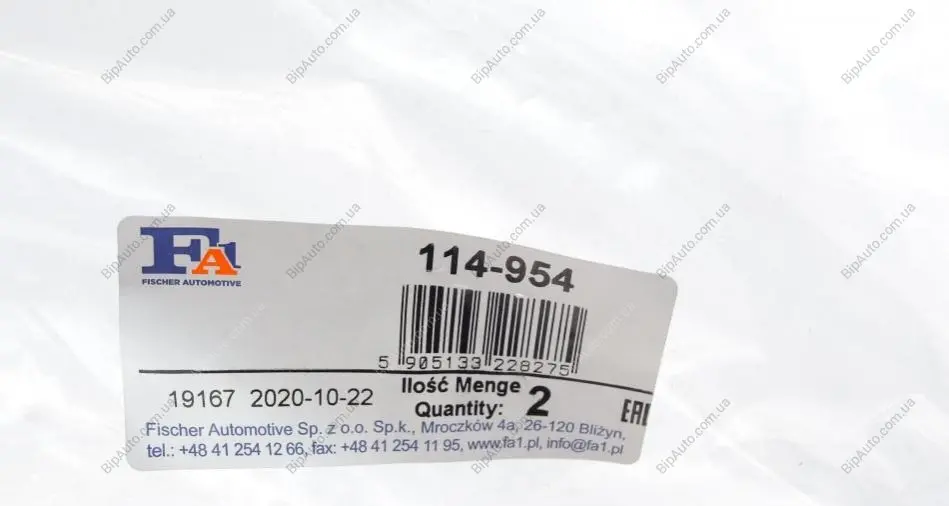 FA1
FISCHER AUTOMOTIVE
114-954
5 905133 228275
19167 2020-10-22
Ilość Menge
Quantity: 2
EAC
Fischer Automotive Sp. z o.o. Sp.k., Mroczków 4a, 26-120 Bliżyn,
tel.: +48 41 254 12 66, fax: +48 41 254 11 95, www.fa1.pl, info@fa1.pl
BipAuto.com.ua